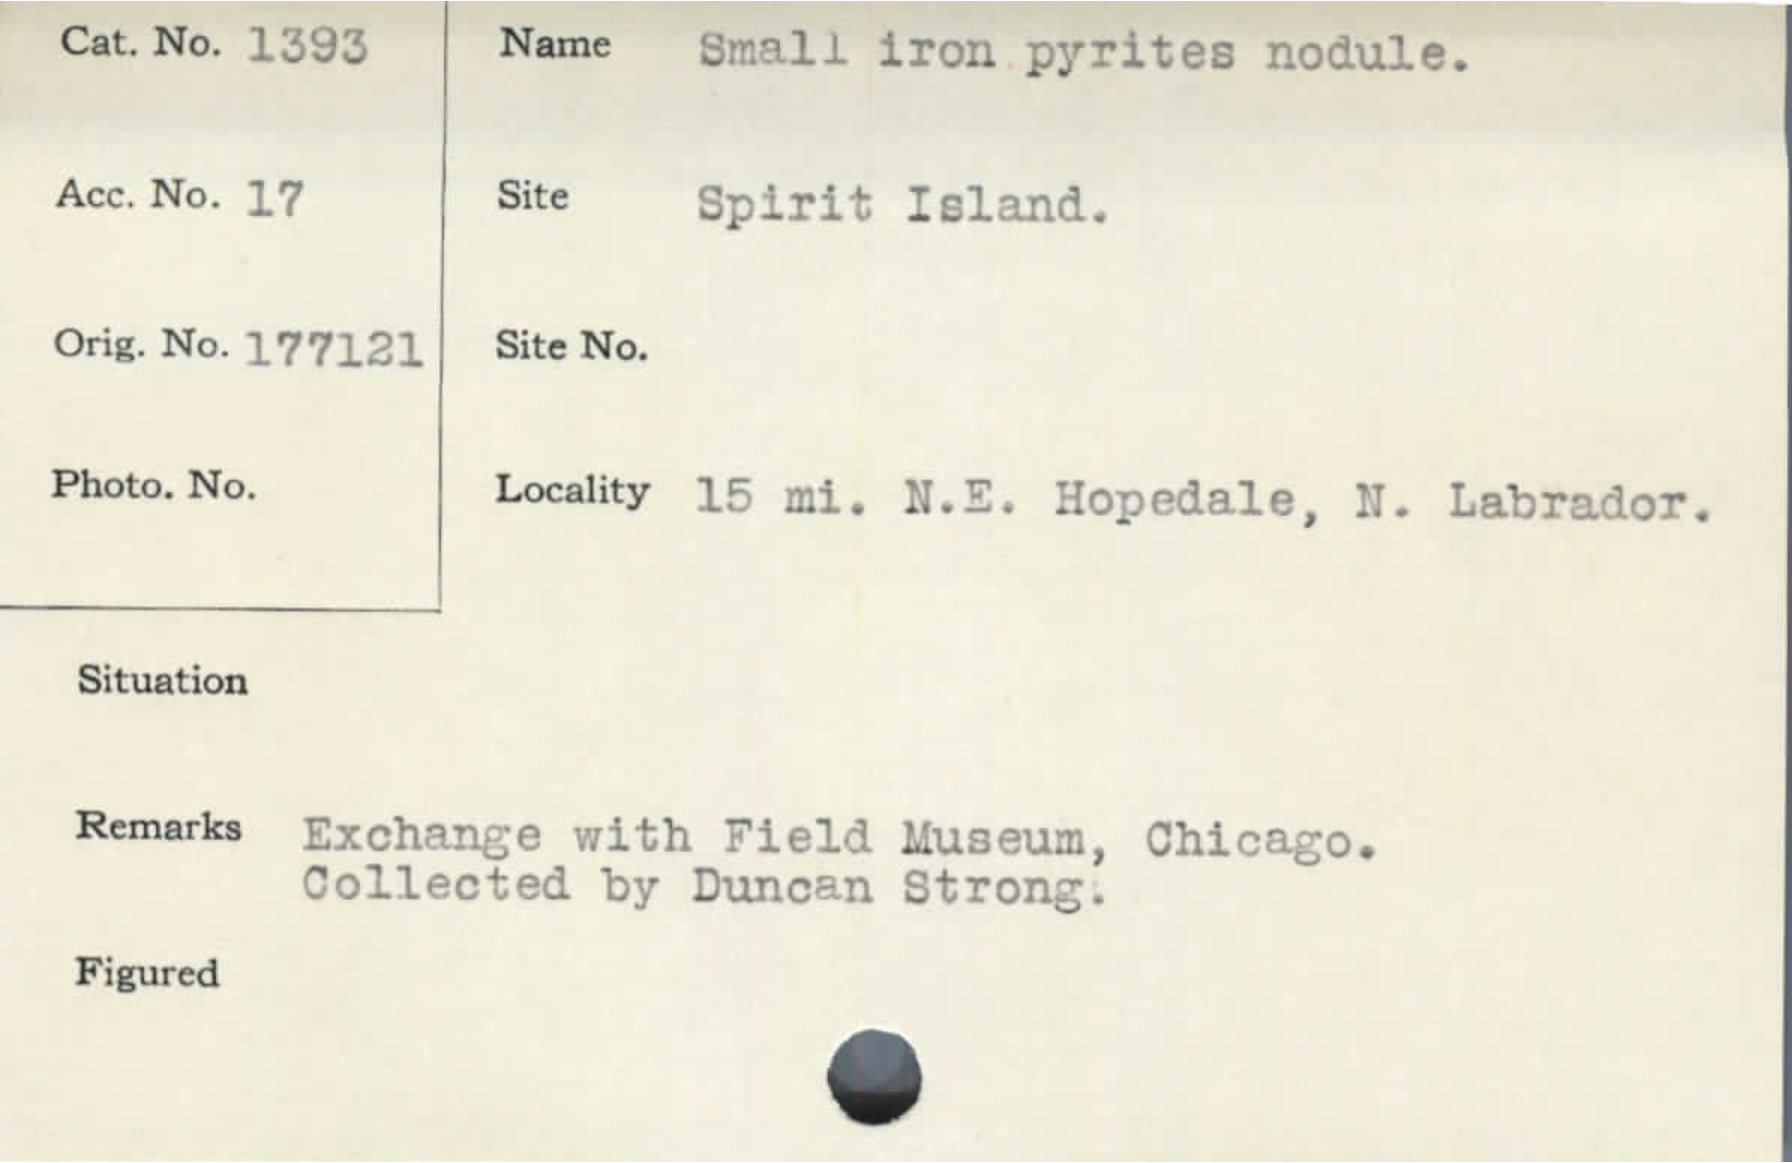 Cat. No. 1393
Name Small iron pyrites nodule.
Acc. No. 17
Site Spirit Island.
Orig. No. 177121
Site No.
Photo. No.
Locality 15 mi. N.E. Hopedale, N. Labrador.
Situation
Remarks Exchange with Field Museum, Chicago.
Collected by Duncan Strong.
Figured